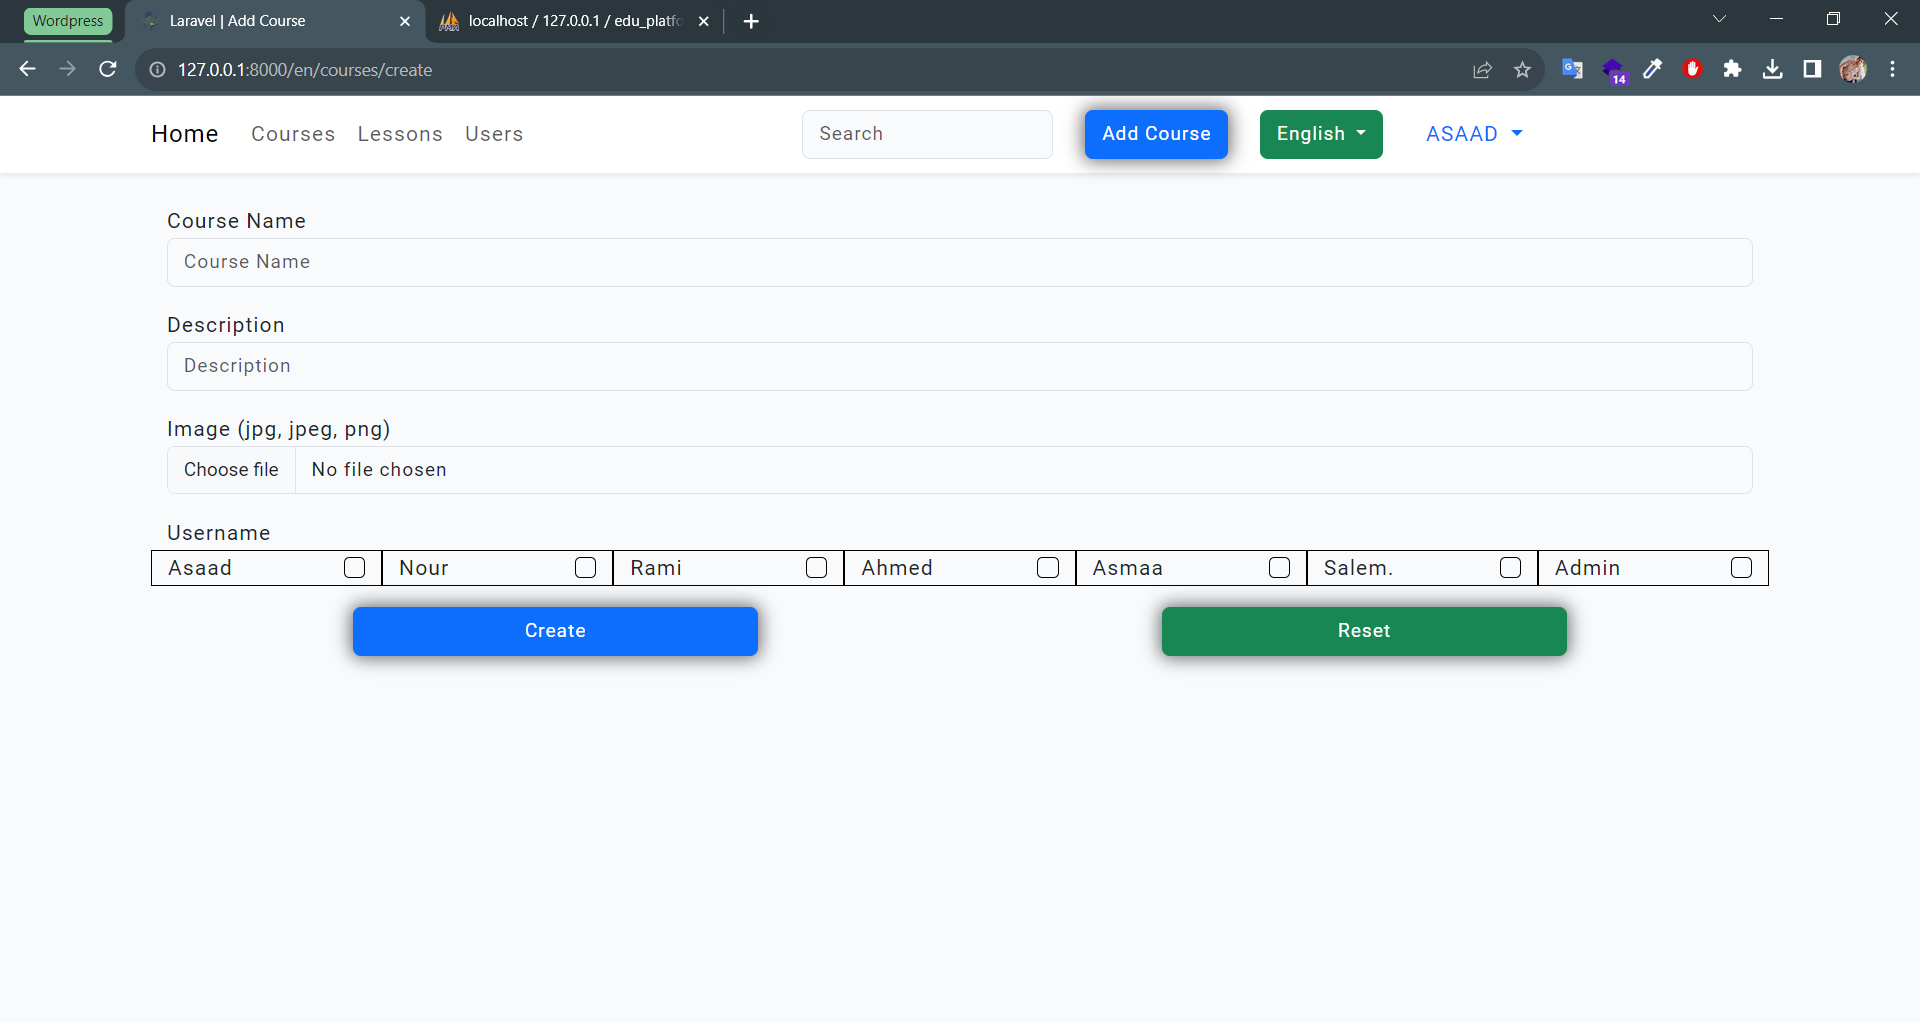 Wordpress
Laravel | Add Course
localhost / 127.0.0.1 / edu_platfo
127.0.0.1:8000/en/courses/create
14
Home Courses Lessons Users Search Add Course English ASAAD
Course Name
Course Name
Description
Description
Image (jpg, jpeg, png)
Choose file No file chosen
Username
Asaad Nour Rami Ahmed Asmaa Salem. Admin
Create Reset